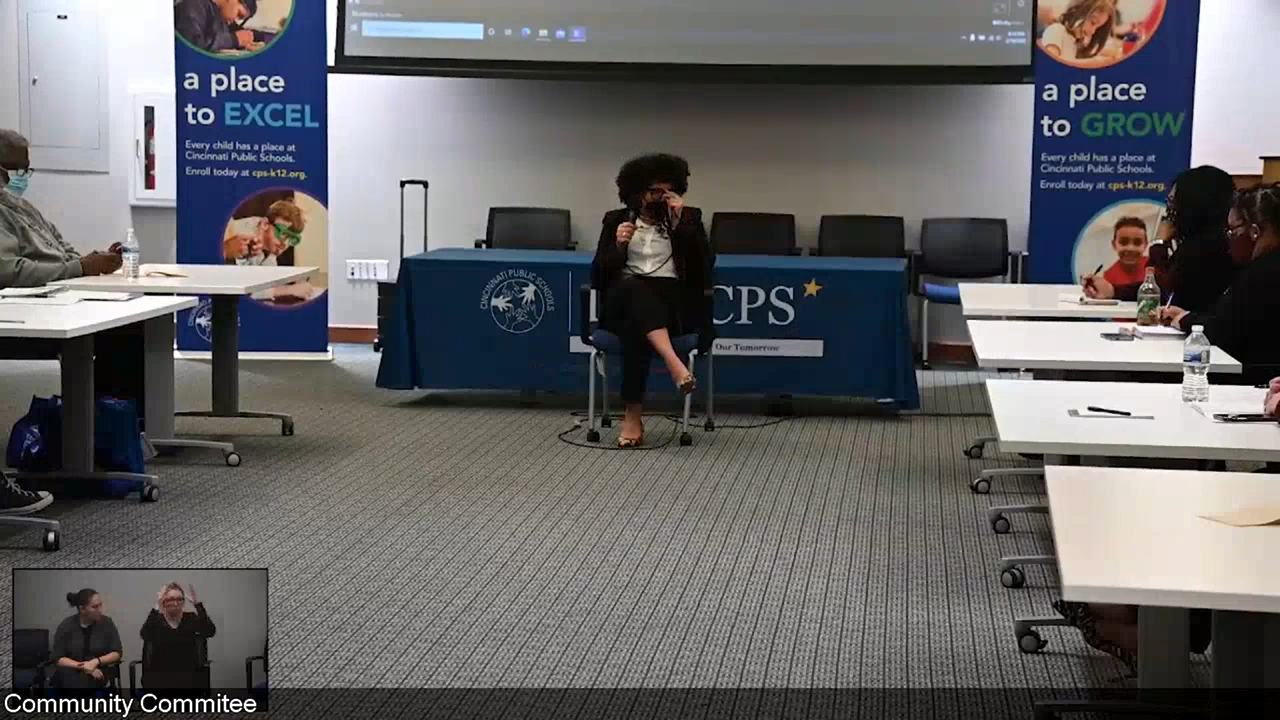 a place
to EXCEL
Every child has a place at
Cincinnati Public Schools.
Enroll today at cps-k12.org.
a place
to GROW
Every child has a place at
Cincinnati Public Schools.
Enroll today at cps-k12.org.
CINCINNATI PUBLIC SCHOOLS
CPS
Our Tomorrow
Community Commitee